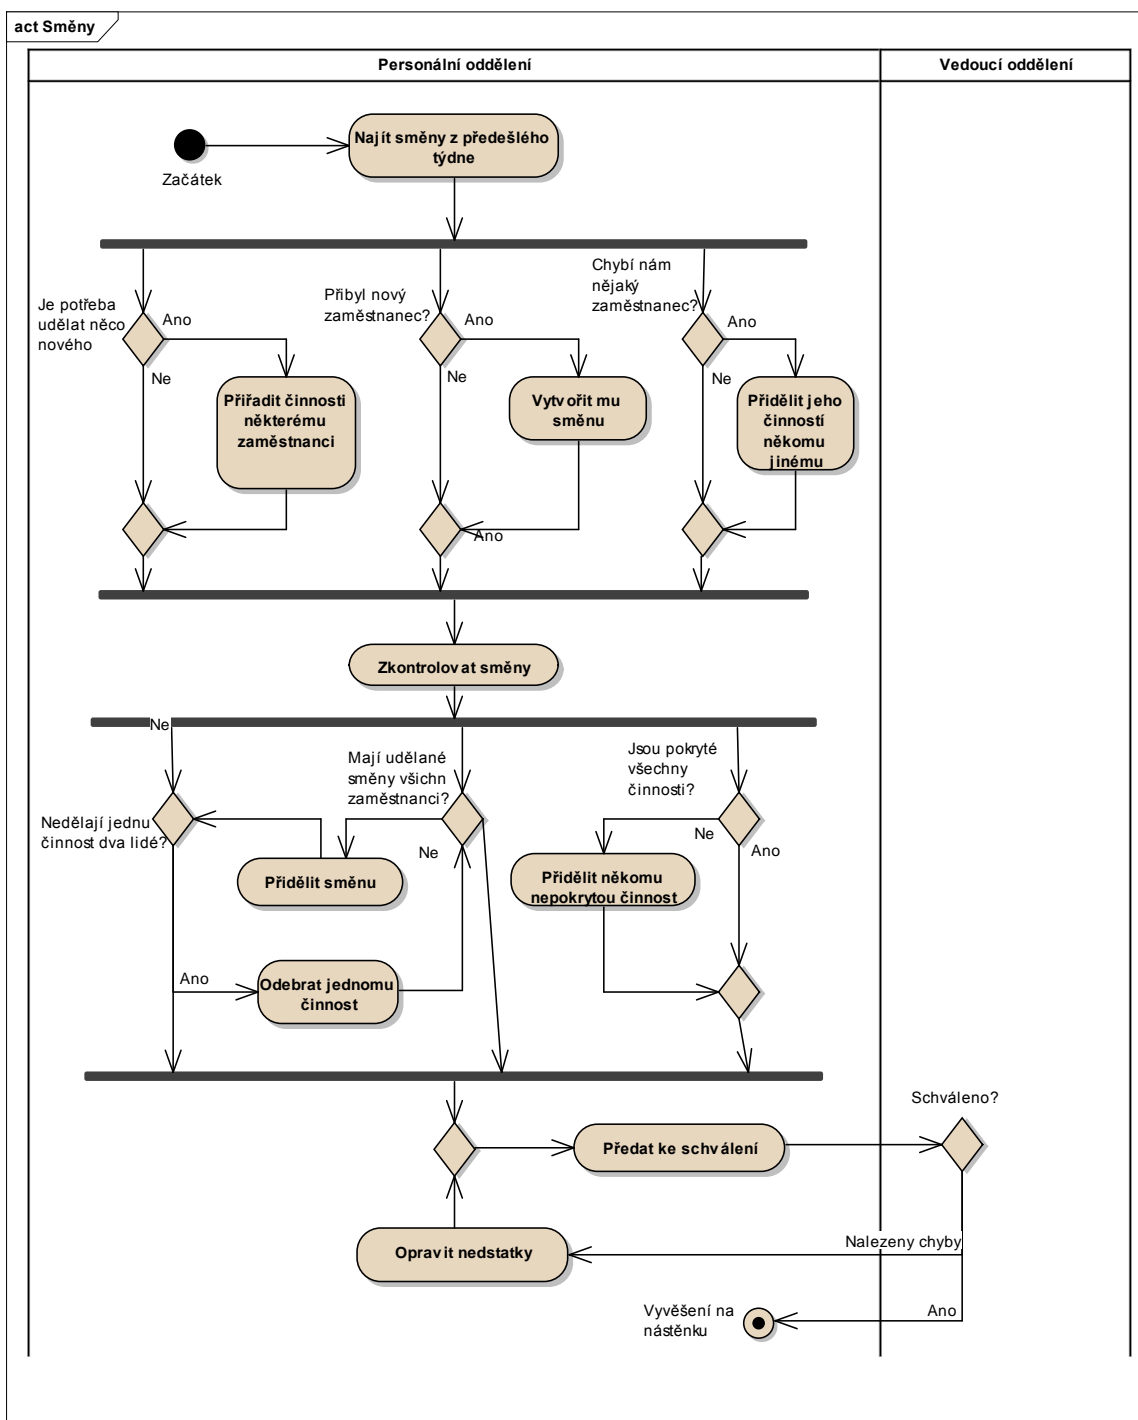 act Směny
Personální oddělení
Vedoucí oddělení
Najít směny z předešlého
týdne
Začátek
Je potřeba
udělat něco
nového
Ano
Ne
Přiřadit činnosti
některému
zaměstnanci
Přibyl nový
zaměstnanec?
Ano
Ne
Vytvořit mu
směnu
Ano
Chybí nám
nějaký
zaměstnanec?
Ano
Ne
Přidělit jeho
činností
někomu
jinému
Zkontrolovat směny
Ne
Nedělají jednu
činnost dva lidé?
Mají udělané
směny všichn
zaměstnanci?
Ne
Přidělit směnu
Ano
Odebrat jednomu
činnost
Jsou pokryté
všechny
činnosti?
Ne
Ano
Přidělit někomu
nepokrytou činnost
Schváleno?
Předat ke schválení
Nalezeny chyby
Opravit nedstatky
Ano
Vyvěšení na
nástěnku